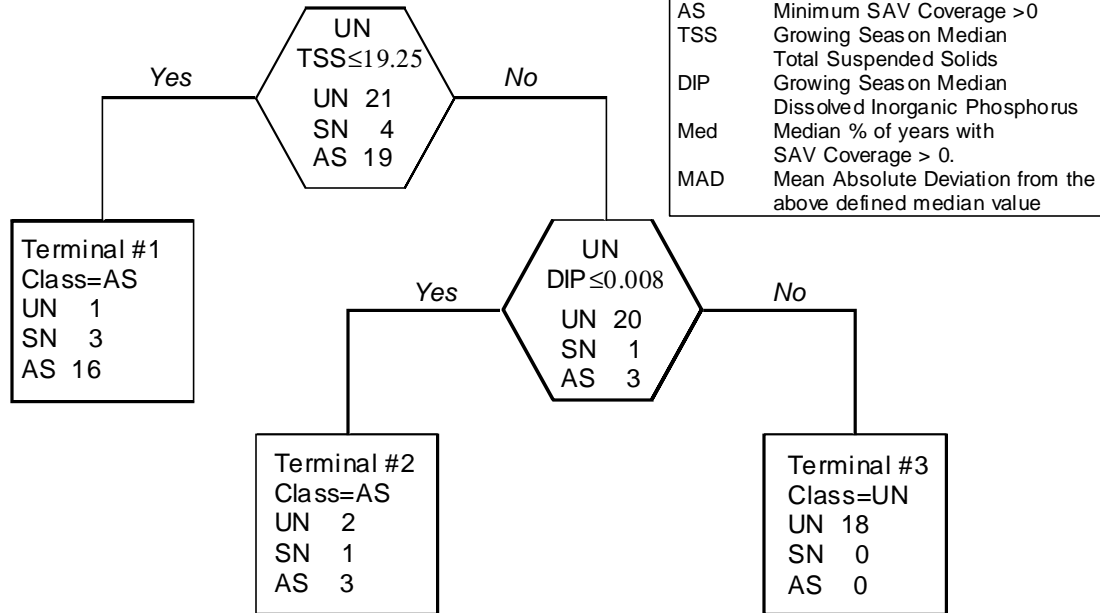 UN
TSS≤19.25
UN 21
SN 4
AS 19
Yes
No
AS Minimum SAV Coverage >0
TSS Growing Season Median
Total Suspended Solids
DIP Growing Season Median
Dissolved Inorganic Phosphorus
Med Median % of years with
SAV Coverage > 0.
MAD Mean Absolute Deviation from the
above defined median value
Terminal #1
Class=AS
UN 1
SN 3
AS 16
UN
DIP≤0.008
UN 20
SN 1
AS 3
Yes
No
Terminal #2
Class=AS
UN 2
SN 1
AS 3
Terminal #3
Class=UN
UN 18
SN 0
AS 0